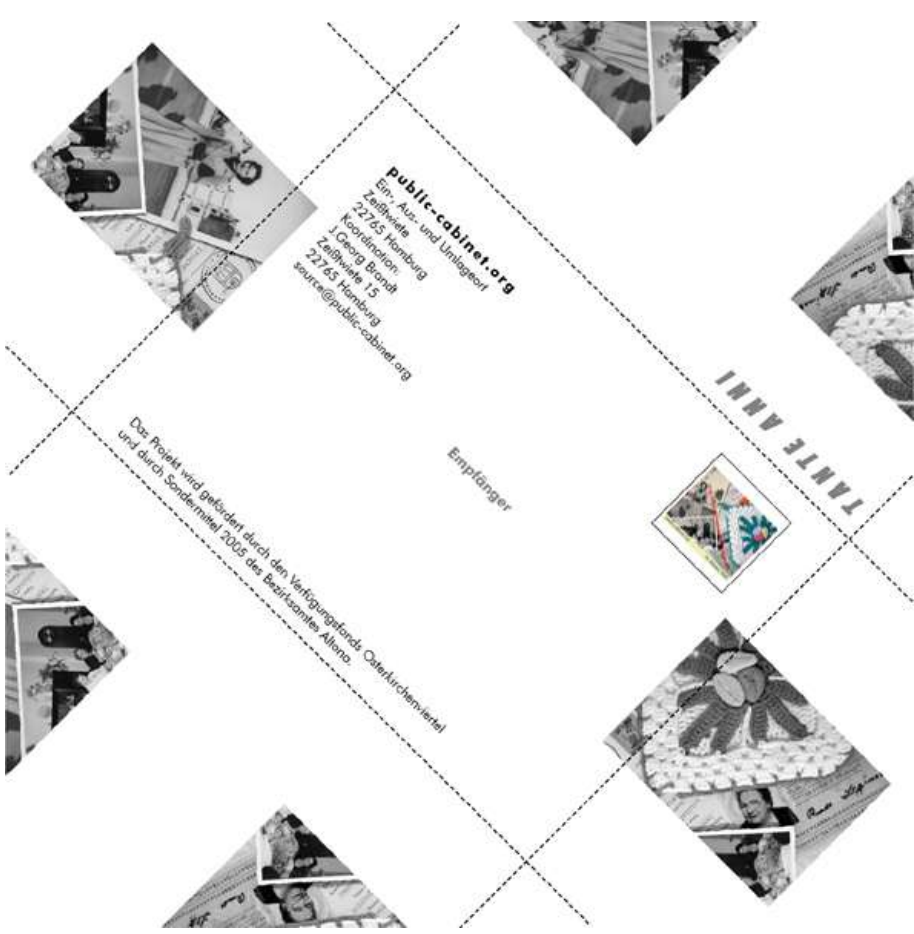 public-cabinet.org
Ein-, Aus- und Umlageort
Zeißtwiete
22765 Hamburg
Koordination:
J.Georg Brandt
Zeißtwiete 15
22765 Hamburg
source@public-cabinet.org
TANTE ANNI
Empfänger
Das Projekt wird gefördert durch den Verfügungsfonds Osterkirchenviertel
und durch Sondermittel 2005 des Bezirksamtes Altona.